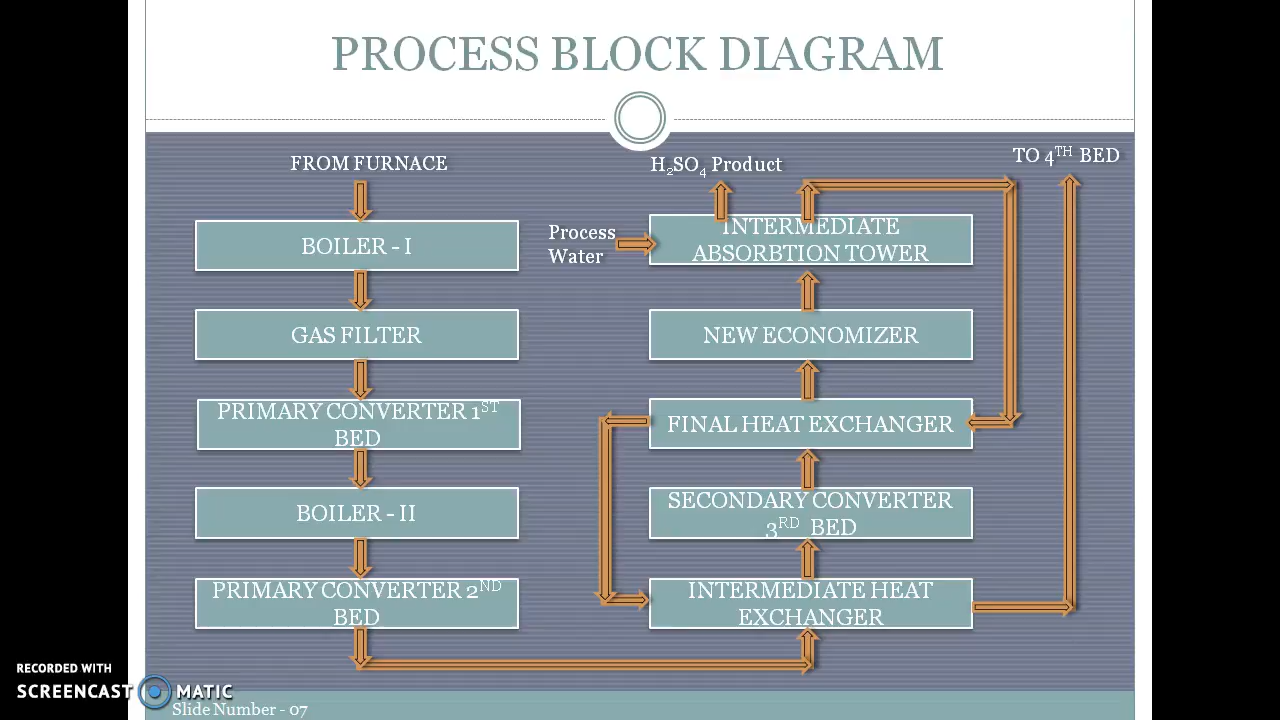 PROCESS BLOCK DIAGRAM
FROM FURNACE
BOILER - I
GAS FILTER
PRIMARY CONVERTER 1ST
BED
BOILER - II
PRIMARY CONVERTER 2ND
BED
H2SO4 Product
TO 4TH BED
Process
Water
INTERMEDIATE
ABSORBTION TOWER
NEW ECONOMIZER
FINAL HEAT EXCHANGER
SECONDARY CONVERTER
3RD BED
INTERMEDIATE HEAT
EXCHANGER
RECORDED WITH
SCREENCAST MATIC
Slide Number - 07